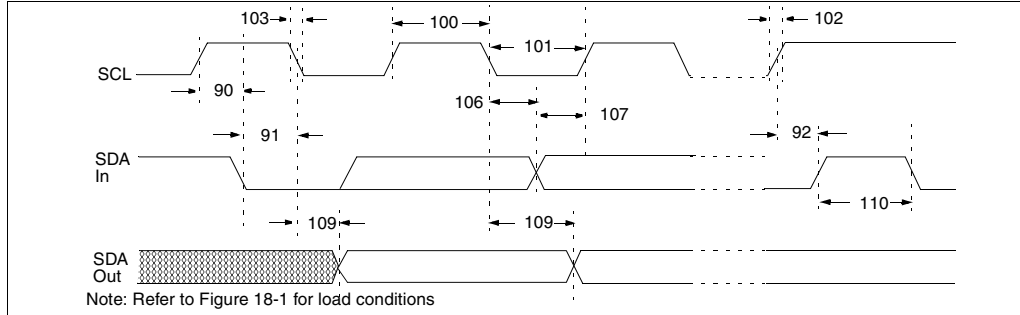 103
100
102
101
SCL
90
106
107
91
92
SDA
In
110
109
109
SDA
Out
Note: Refer to Figure 18-1 for load conditions